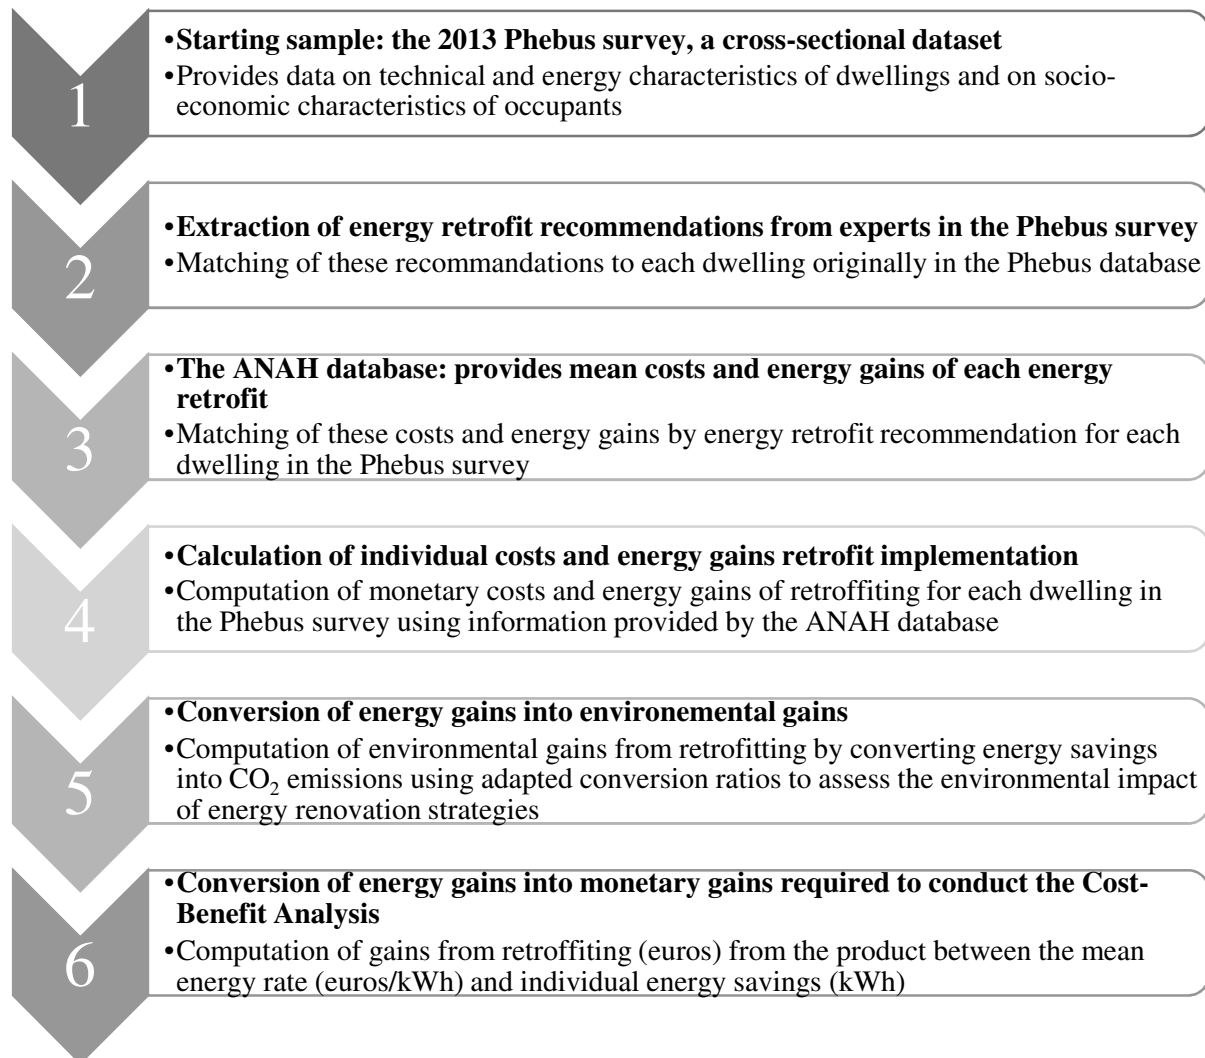 1
•Starting sample: the 2013 Phebus survey, a cross-sectional dataset
•Provides data on technical and energy characteristics of dwellings and on socio-
economic characteristics of occupants
2
•Extraction of energy retrofit recommendations from experts in the Phebus survey
•Matching of these recommandations to each dwelling originally in the Phebus database
3
•The ANAH database: provides mean costs and energy gains of each energy
retrofit
•Matching of these costs and energy gains by energy retrofit recommendation for each
dwelling in the Phebus survey
4
•Calculation of individual costs and energy gains retrofit implementation
•Computation of monetary costs and energy gains of retroffiting for each dwelling in
the Phebus survey using information provided by the ANAH database
5
•Conversion of energy gains into environemental gains
•Computation of environmental gains from retrofitting by converting energy savings
into CO₂ emissions using adapted conversion ratios to assess the environmental impact
of energy renovation strategies
6
•Conversion of energy gains into monetary gains required to conduct the Cost-
Benefit Analysis
•Computation of gains from retroffiting (euros) from the product between the mean
energy rate (euros/kWh) and individual energy savings (kWh)